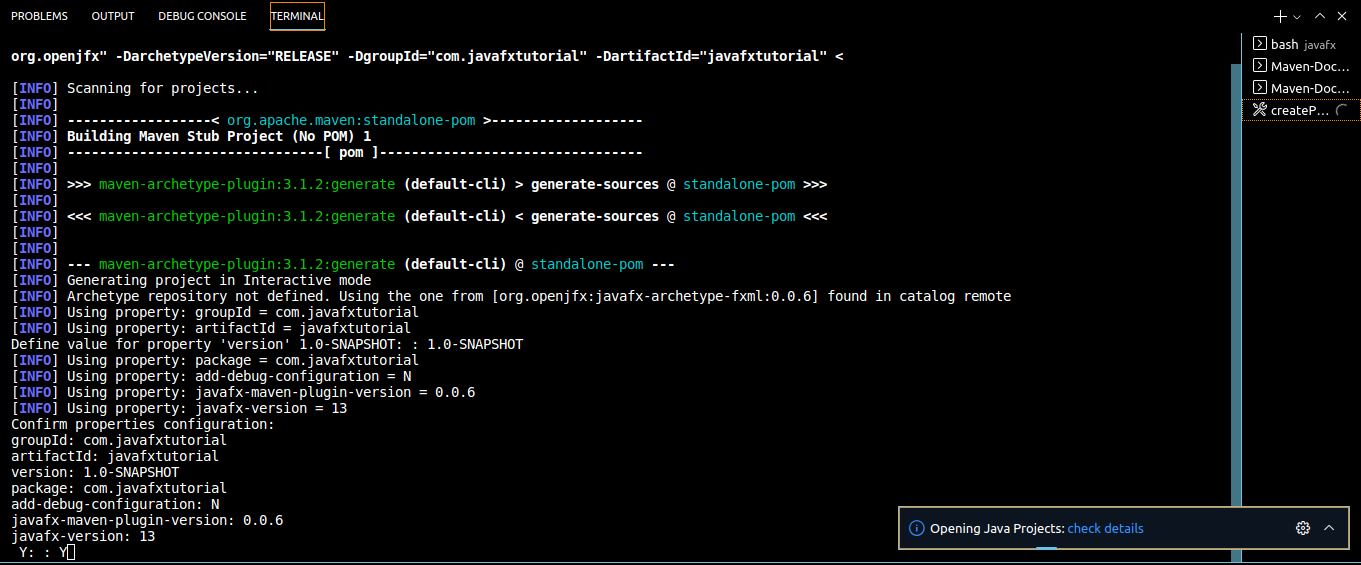 PROBLEMS OUTPUT DEBUG CONSOLE TERMINAL
org.openjfx" -DarchetypeVersion="RELEASE" -DgroupId="com.javafxtutorial" -DartifactId="javafxtutorial" <
[INFO] Scanning for projects...
[INFO]
[INFO] ------------------< org.apache.maven:standalone-pom >-------------------
[INFO] Building Maven Stub Project (No POM) 1
[INFO] --------------------------------[ pom ]---------------------------------
[INFO]
[INFO] >>> maven-archetype-plugin:3.1.2:generate (default-cli) > generate-sources @ standalone-pom >>>
[INFO]
[INFO] <<< maven-archetype-plugin:3.1.2:generate (default-cli) < generate-sources @ standalone-pom <<<
[INFO]
[INFO]
[INFO] --- maven-archetype-plugin:3.1.2:generate (default-cli) @ standalone-pom ---
[INFO] Generating project in Interactive mode
[INFO] Archetype repository not defined. Using the one from [org.openjfx:javafx-archetype-fxml:0.0.6] found in catalog remote
[INFO] Using property: groupId = com.javafxtutorial
[INFO] Using property: artifactId = javafxtutorial
Define value for property 'version' 1.0-SNAPSHOT: : 1.0-SNAPSHOT
[INFO] Using property: package = com.javafxtutorial
[INFO] Using property: add-debug-configuration = N
[INFO] Using property: javafx-maven-plugin-version = 0.0.6
[INFO] Using property: javafx-version = 13
Confirm properties configuration:
groupId: com.javafxtutorial
artifactId: javafxtutorial
version: 1.0-SNAPSHOT
package: com.javafxtutorial
add-debug-configuration: N
javafx-maven-plugin-version: 0.0.6
javafx-version: 13
Y: : Y
bash javafx
Maven-Doc...
Maven-Doc...
createP...
Opening Java Projects: check details